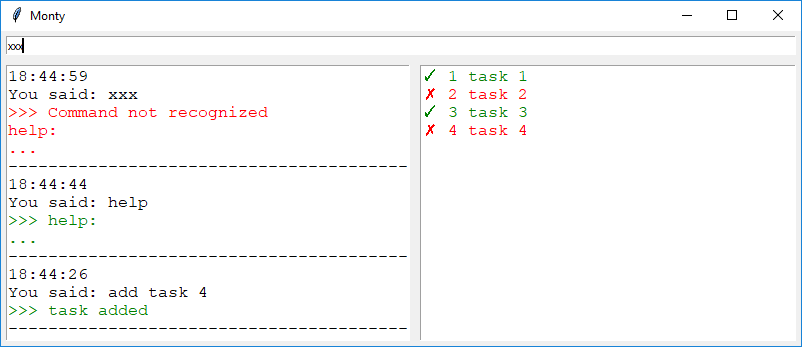 Monty
xxx
18:44:59
You said: xxx
>>> Command not recognized
help:
...
----------------------------------------
18:44:44
You said: help
>>> help:
...
----------------------------------------
18:44:26
You said: add task 4
>>> task added
----------------------------------------
✓ 1 task 1
✗ 2 task 2
✓ 3 task 3
✗ 4 task 4